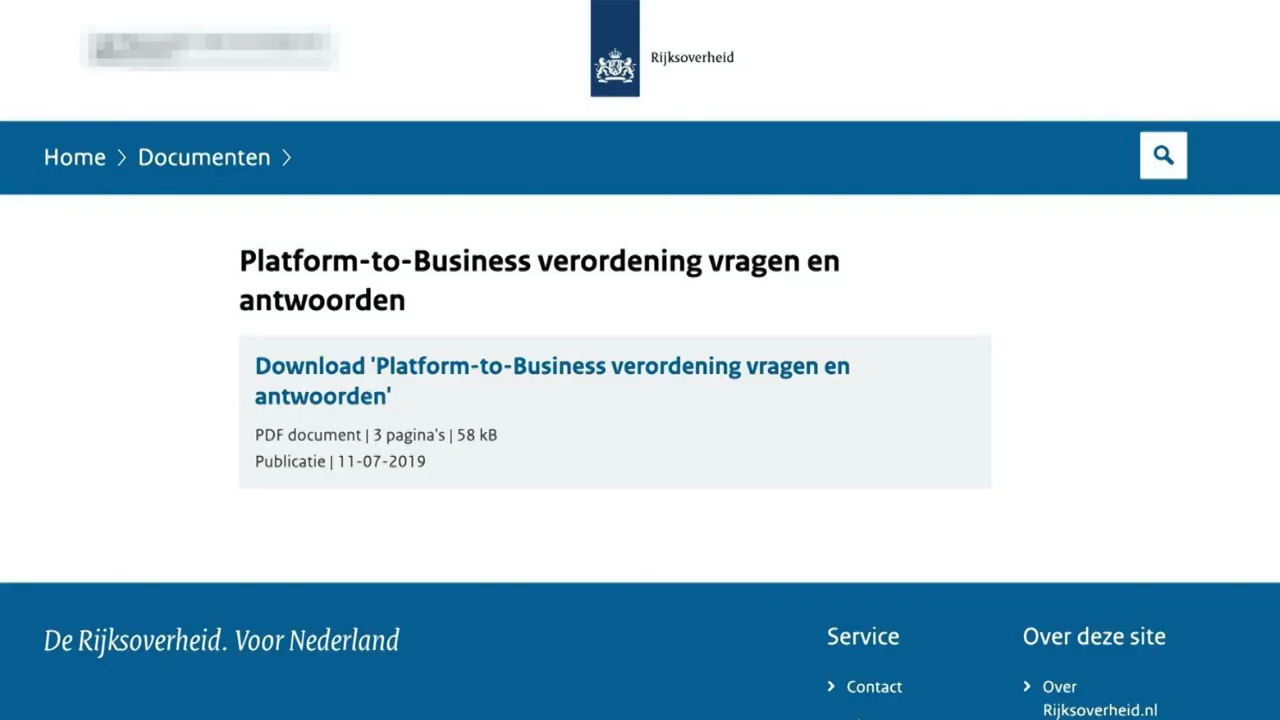 Rijksoverheid
Home
Documenten
Platform-to-Business verordening vragen en
antwoorden
Download 'Platform-to-Business verordening vragen en
antwoorden'
PDF document | 3 pagina's | 58 kB
Publicatie | 11-07-2019
De Rijksoverheid. Voor Nederland
Service
Contact
Over deze site
Over
Rijksoverheid.nl